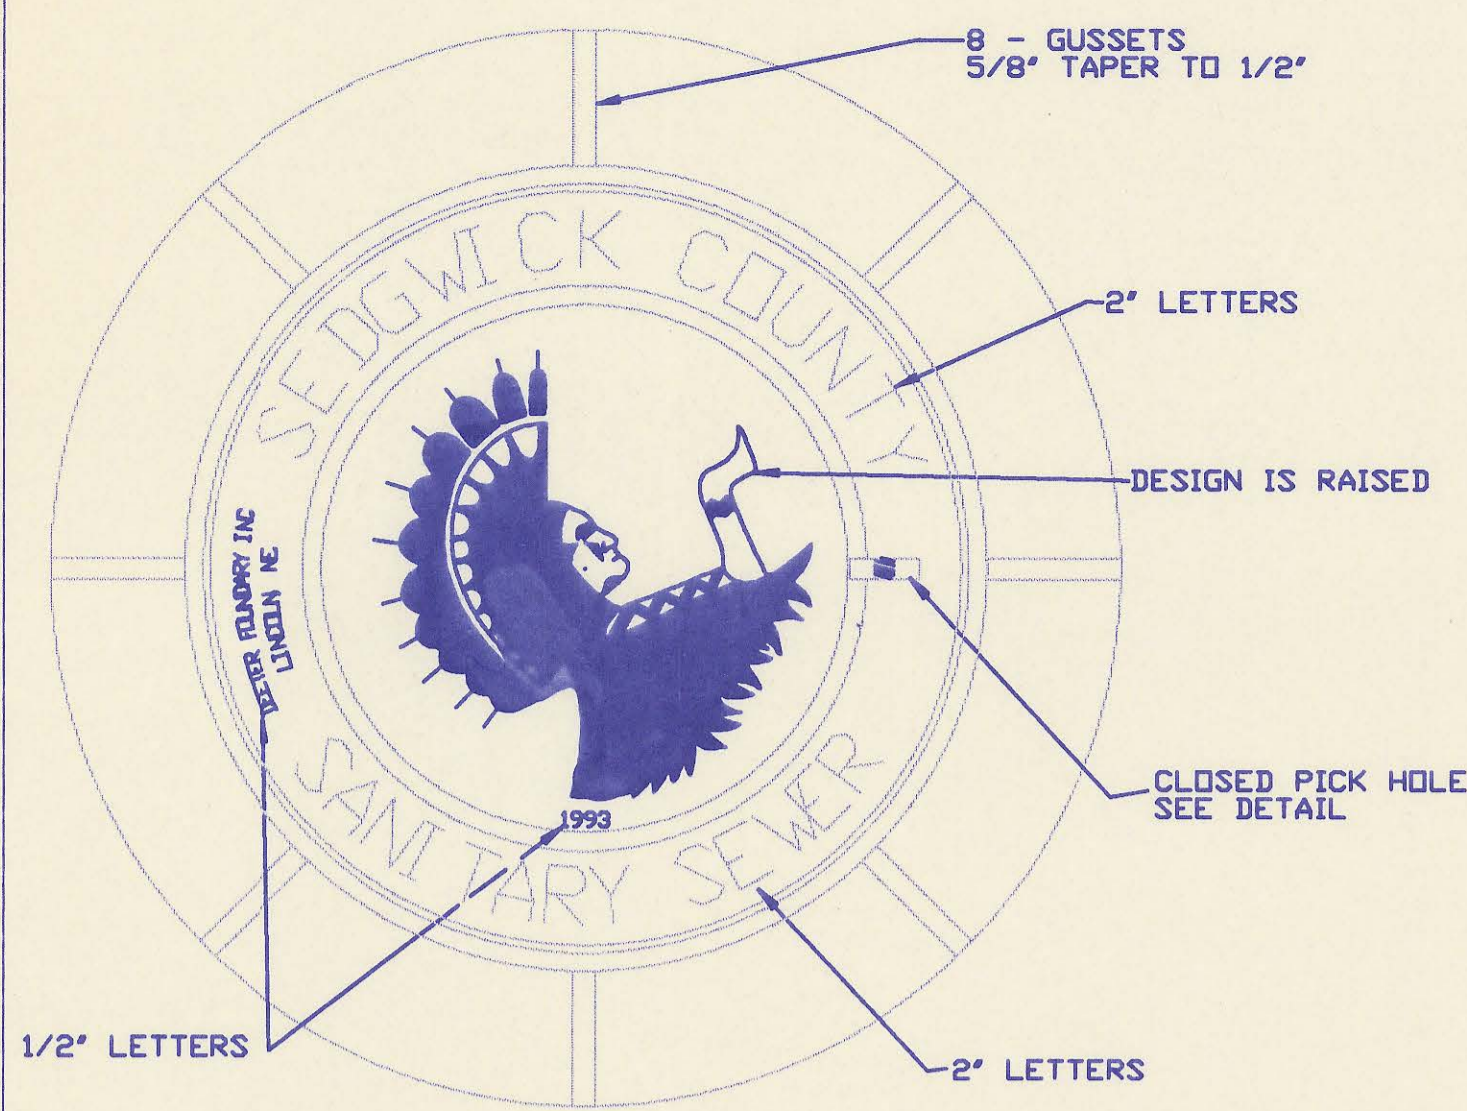 8 - GUSSETS
5/8" TAPER TO 1/2"
SEDGWICK COUNTY
2" LETTERS
DESIGN IS RAISED
DEETER FOUNDARY INC
LINCOLN NE
CLOSED PICK HOLE
SEE DETAIL
1993
SANITARY SEWER
1/2" LETTERS
2" LETTERS